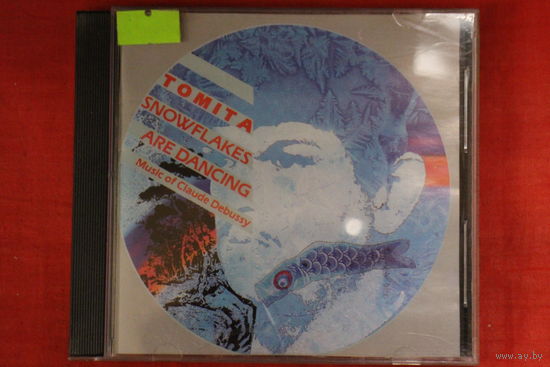 TOMITA
SNOWFLAKES
ARE DANCING
Music of Claude Debussy
www.ay.by